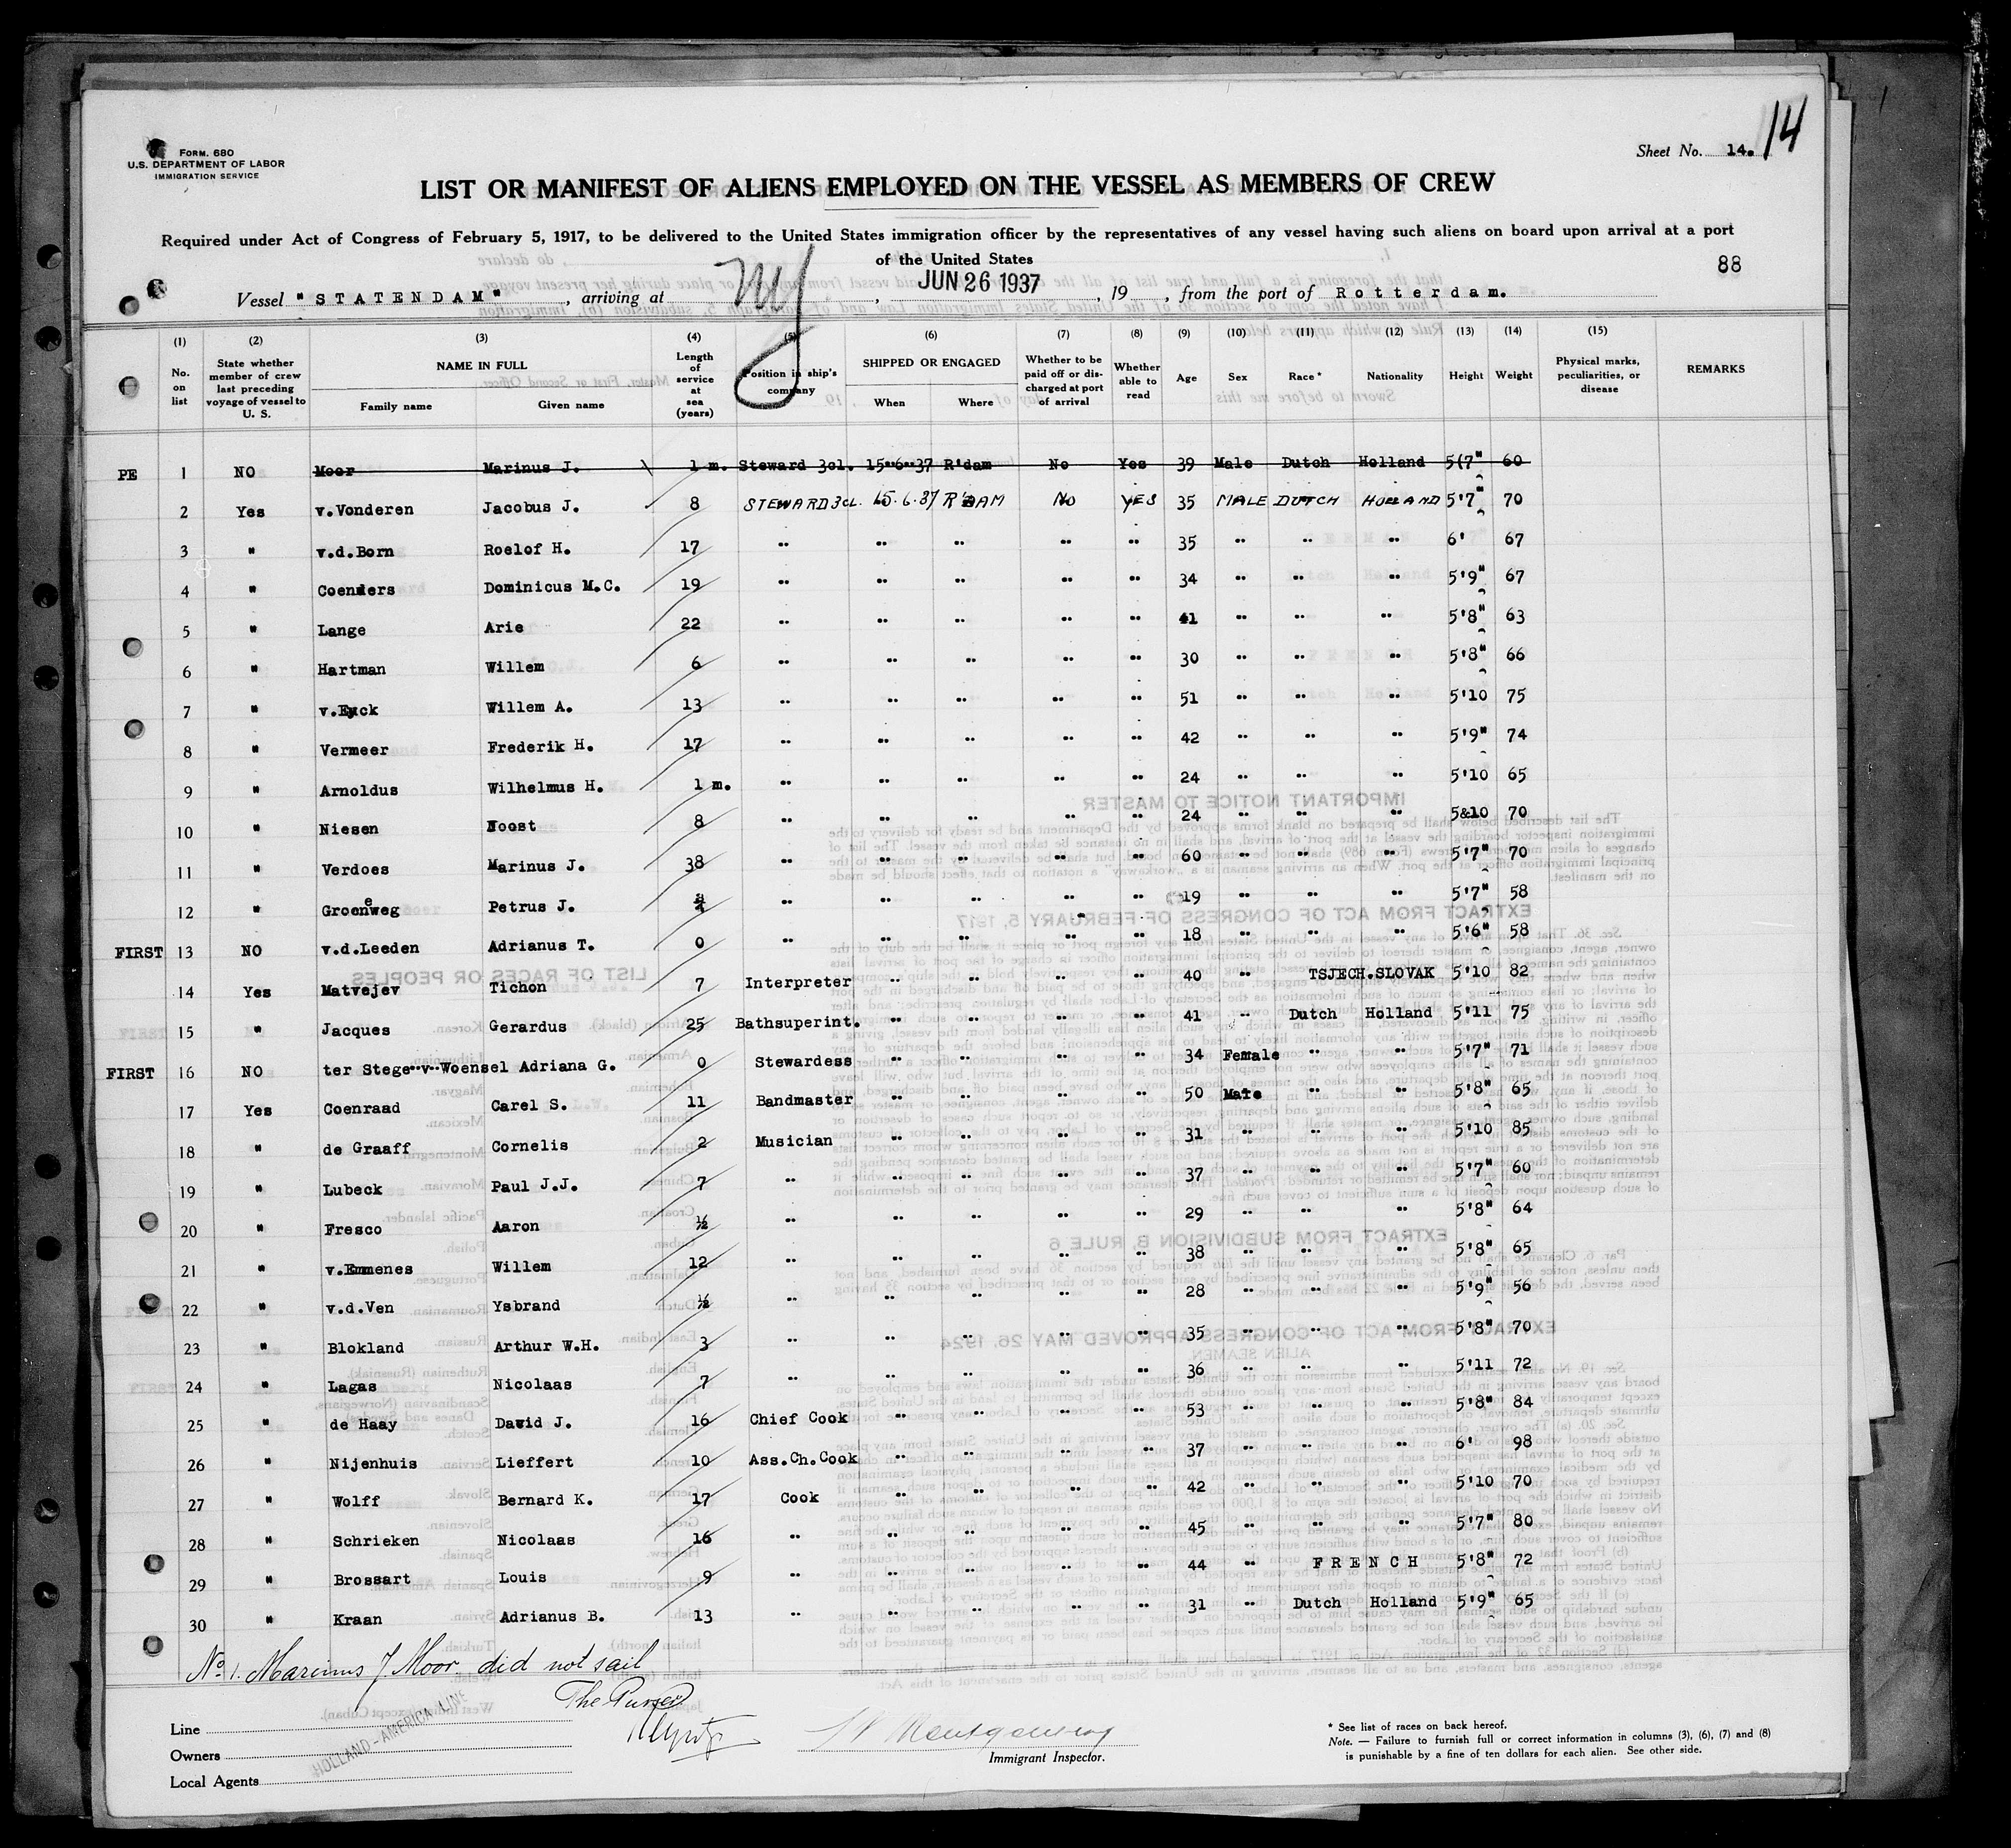 14
Form. 680
U.S. DEPARTMENT OF LABOR
IMMIGRATION SERVICE
Sheet No. 14.
LIST OR MANIFEST OF ALIENS EMPLOYED ON THE VESSEL AS MEMBERS OF CREW
Required under Act of Congress of February 5, 1917, to be delivered to the United States immigration officer by the representatives of any vessel having such aliens on board upon arrival at a port
of the United States
88
Vessel "STATENDAM", arriving at NY, JUN 26 1937, 19 , from the port of Rotterdam.
(1) (2) (3) (4) (5) (6) (7) (8) (9) (10) (11) (12) (13) (14) (15)
No. on list State whether member of crew last preceding voyage of vessel to U. S. NAME IN FULL Family name Given name Length of service at sea (years) Position in ship's company SHIPPED OR ENGAGED When Where Whether to be paid off or discharged at port of arrival Whether able to read Age Sex Race* Nationality Height Weight Physical marks, peculiarities, or disease REMARKS
PE 1 NO Moor Marinus J. 1 m. Steward 3cl. 15"6"37 R'dam No Yes 39 Male Dutch Holland 5(7" 60
2 Yes v.Vonderen Jacobus J. 8 STEWARD 3cl. 15.6.37 R'DAM No YES 35 MALE DUTCH HOLLAND 5'7" 70
3 " v.d.Born Roelof H. 17 " " " " " 35 " " " 6' 67
4 " Coenders Dominicus M.C. 19 " " " " " 34 " " " 5'9" 67
5 " Lange Arie 22 " " " " " 41 " " " 5'8" 63
6 " Hartman Willem 6 " " " " " 30 " " " 5'8" 66
7 " v.Eyck Willem A. 13 " " " " " 51 " " " 5'10 75
8 " Vermeer Frederik H. 17 " " " " " 42 " " " 5'9" 74
9 " Arnoldus Wilhelmus H. 1 m. " " " " " 24 " " " 5'10 65
10 " Niesen Joost 8 " " " " " 24 " " " 5&10 70
11 " Verdoes Marinus J. 38 " " " " " 60 " " " 5'7" 70
12 " Groeneweg Petrus J. " " " " " 19 " " " 5'7" 58
FIRST 13 NO v.d.Leeden Adrianus T. 0 " " " " " 18 " " " 5'6" 58
14 Yes Matvejev Tichon 7 Interpreter " " " " 40 " TSJECH.SLOVAK 5'10 82
15 " Jacques Gerardus 25 Bathsuperint. " " " " 41 " Dutch Holland 5'11 75
FIRST 16 NO ter Stege"v"Woensel Adriana G. 0 Stewardess " " " " 34 Female " " 5'7" 71
17 Yes Coenraad Carel S. 11 Bandmaster " " " " 50 Male " " 5'8" 65
18 " de Graaff Cornelis 2 Musician " " " " 31 " " " 5'10 85
19 " Lubeck Paul J.J. 7 " " " " " 37 " " " 5'7" 60
20 " Fresco Aaron ½ " " " " " 29 " " " 5'8" 64
21 " v.Emmenes Willem 12 " " " " " 38 " " " 5'8" 65
22 " v.d.Ven Ysbrand ½ " " " " " 28 " " " 5'9" 56
23 " Blokland Arthur W.H. 3 " " " " " 35 " " " 5'8" 70
24 " Lagas Nicolaas 7 " " " " " 36 " " " 5'11 72
25 " de Haay David J. 16 Chief Cook " " " " 53 " " " 5'8" 84
26 " Nijenhuis Lieffert 10 Ass.Ch.Cook " " " " 37 " " " 6' 98
27 " Wolff Bernard K. 17 Cook " " " " 42 " " " 5'10 70
28 " Schrieken Nicolaas 16 " " " " " 45 " " " 5'7" 80
29 " Brossart Louis 9 " " " " " 44 " FRENCH 5'8" 72
30 " Kraan Adrianus B. 13 " " " " " 31 " Dutch Holland 5'9" 65
No 1. Marinus J Moor did not sail
The Purser
Line
Owners
Local Agents
HOLLAND-AMERICA LINE
Montgomery
Immigrant Inspector.
* See list of races on back hereof.
Note. — Failure to furnish full or correct information in columns (3), (6), (7) and (8)
is punishable by a fine of ten dollars for each alien. See other side.